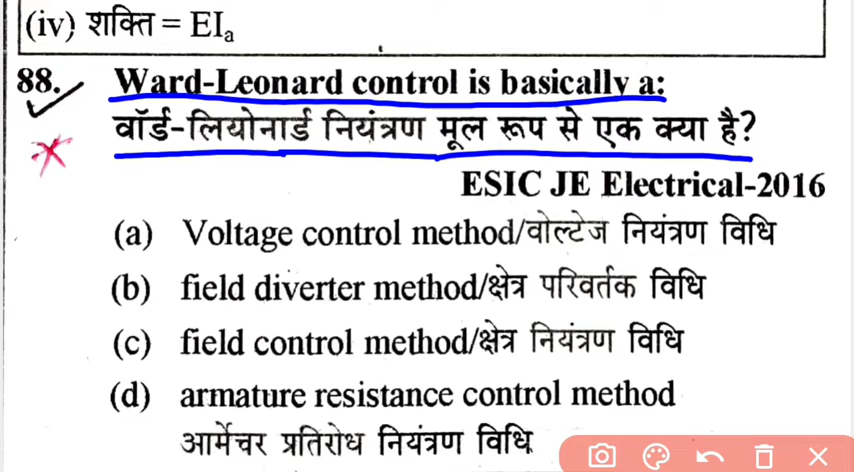 (iv) शक्ति = EIₐ
88. Ward-Leonard control is basically a:
वॉर्ड-लियोनार्ड नियंत्रण मूल रूप से एक क्या है?
ESIC JE Electrical-2016
(a) Voltage control method/वोल्टेज नियंत्रण विधि
(b) field diverter method/क्षेत्र परिवर्तक विधि
(c) field control method/क्षेत्र नियंत्रण विधि
(d) armature resistance control method
आर्मेचर प्रतिरोध नियंत्रण विधि